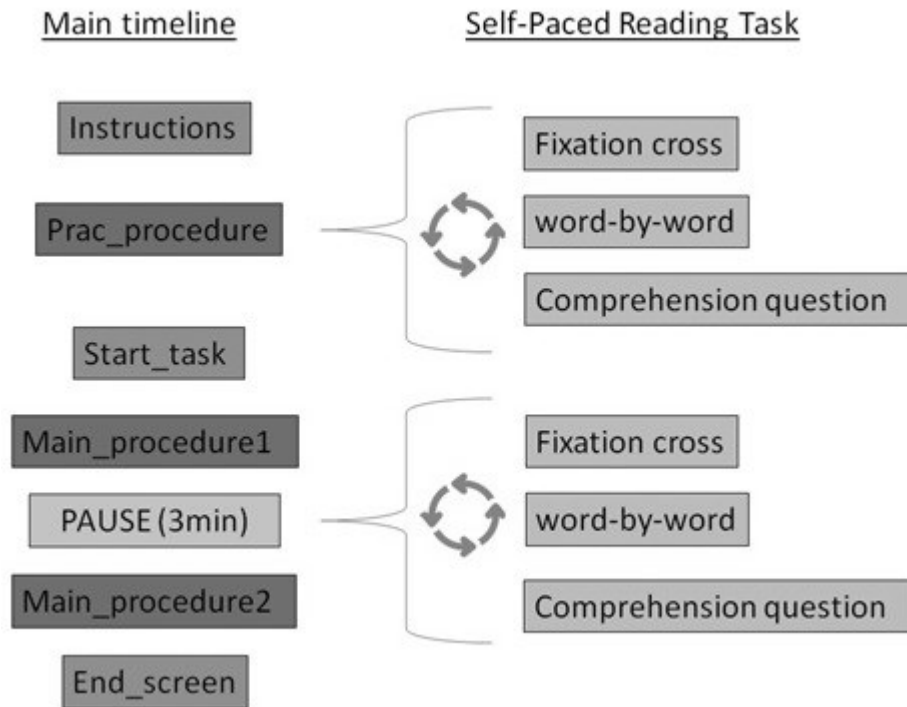 Main timeline
Instructions
Prac_procedure
Start_task
Main_procedure1
PAUSE (3min)
Main_procedure2
End_screen
Self-Paced Reading Task
Fixation cross
word-by-word
Comprehension question
Fixation cross
word-by-word
Comprehension question